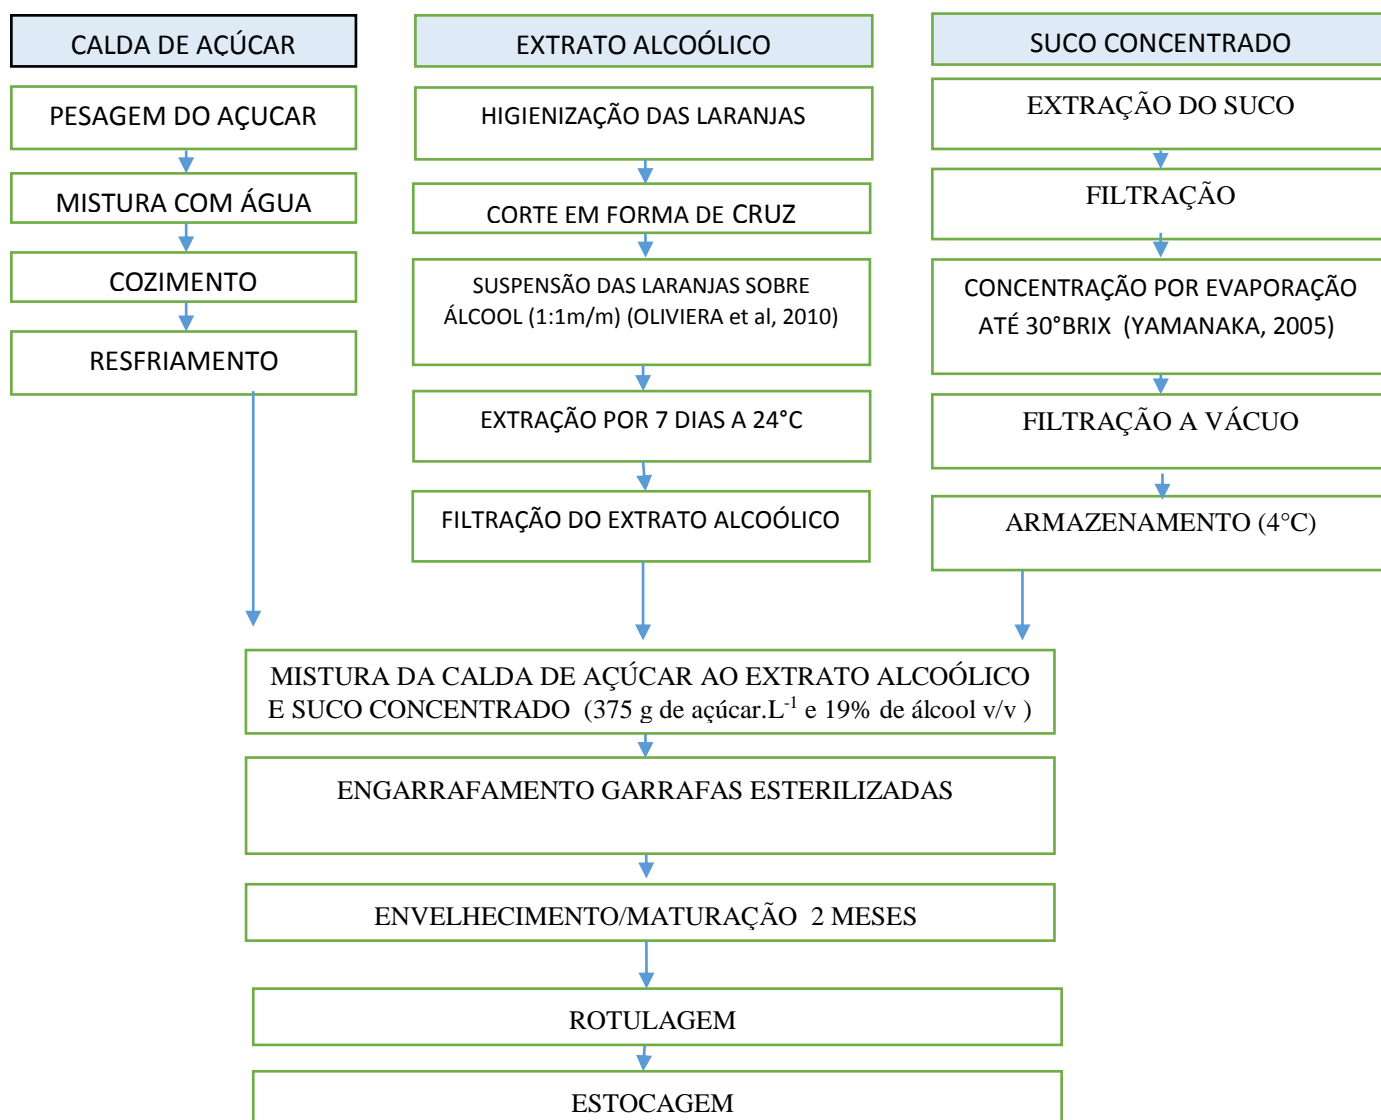 CALDA DE AÇÚCAR
PESAGEM DO AÇUCAR
MISTURA COM ÁGUA
COZIMENTO
RESFRIAMENTO
EXTRATO ALCOÓLICO
HIGIENIZAÇÃO DAS LARANJAS
CORTE EM FORMA DE CRUZ
SUSPENSÃO DAS LARANJAS SOBRE
ÁLCOOL (1:1m/m) (OLIVIERA et al, 2010)
EXTRAÇÃO POR 7 DIAS A 24°C
FILTRAÇÃO DO EXTRATO ALCOÓLICO
SUCO CONCENTRADO
EXTRAÇÃO DO SUCO
FILTRAÇÃO
CONCENTRAÇÃO POR EVAPORAÇÃO
ATÉ 30°BRIX (YAMANAKA, 2005)
FILTRAÇÃO A VÁCUO
ARMAZENAMENTO (4°C)
MISTURA DA CALDA DE AÇÚCAR AO EXTRATO ALCOÓLICO
E SUCO CONCENTRADO (375 g de açúcar.L⁻¹ e 19% de álcool v/v )
ENGARRAFAMENTO GARRAFAS ESTERILIZADAS
ENVELHECIMENTO/MATURAÇÃO 2 MESES
ROTULAGEM
ESTOCAGEM